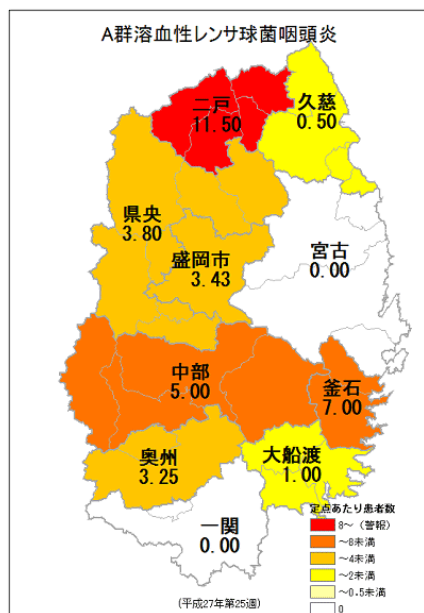 A群溶血性レンサ球菌咽頭炎
二戸
11.50
久慈
0.50
県央
3.80
盛岡市
3.43
宮古
0.00
中部
5.00
釜石
7.00
奥州
3.25
大船渡
1.00
一関
0.00
定点あたり患者数
8～（警報）
～8未満
～4未満
～2未満
～0.5未満
0
(平成27年第25週)